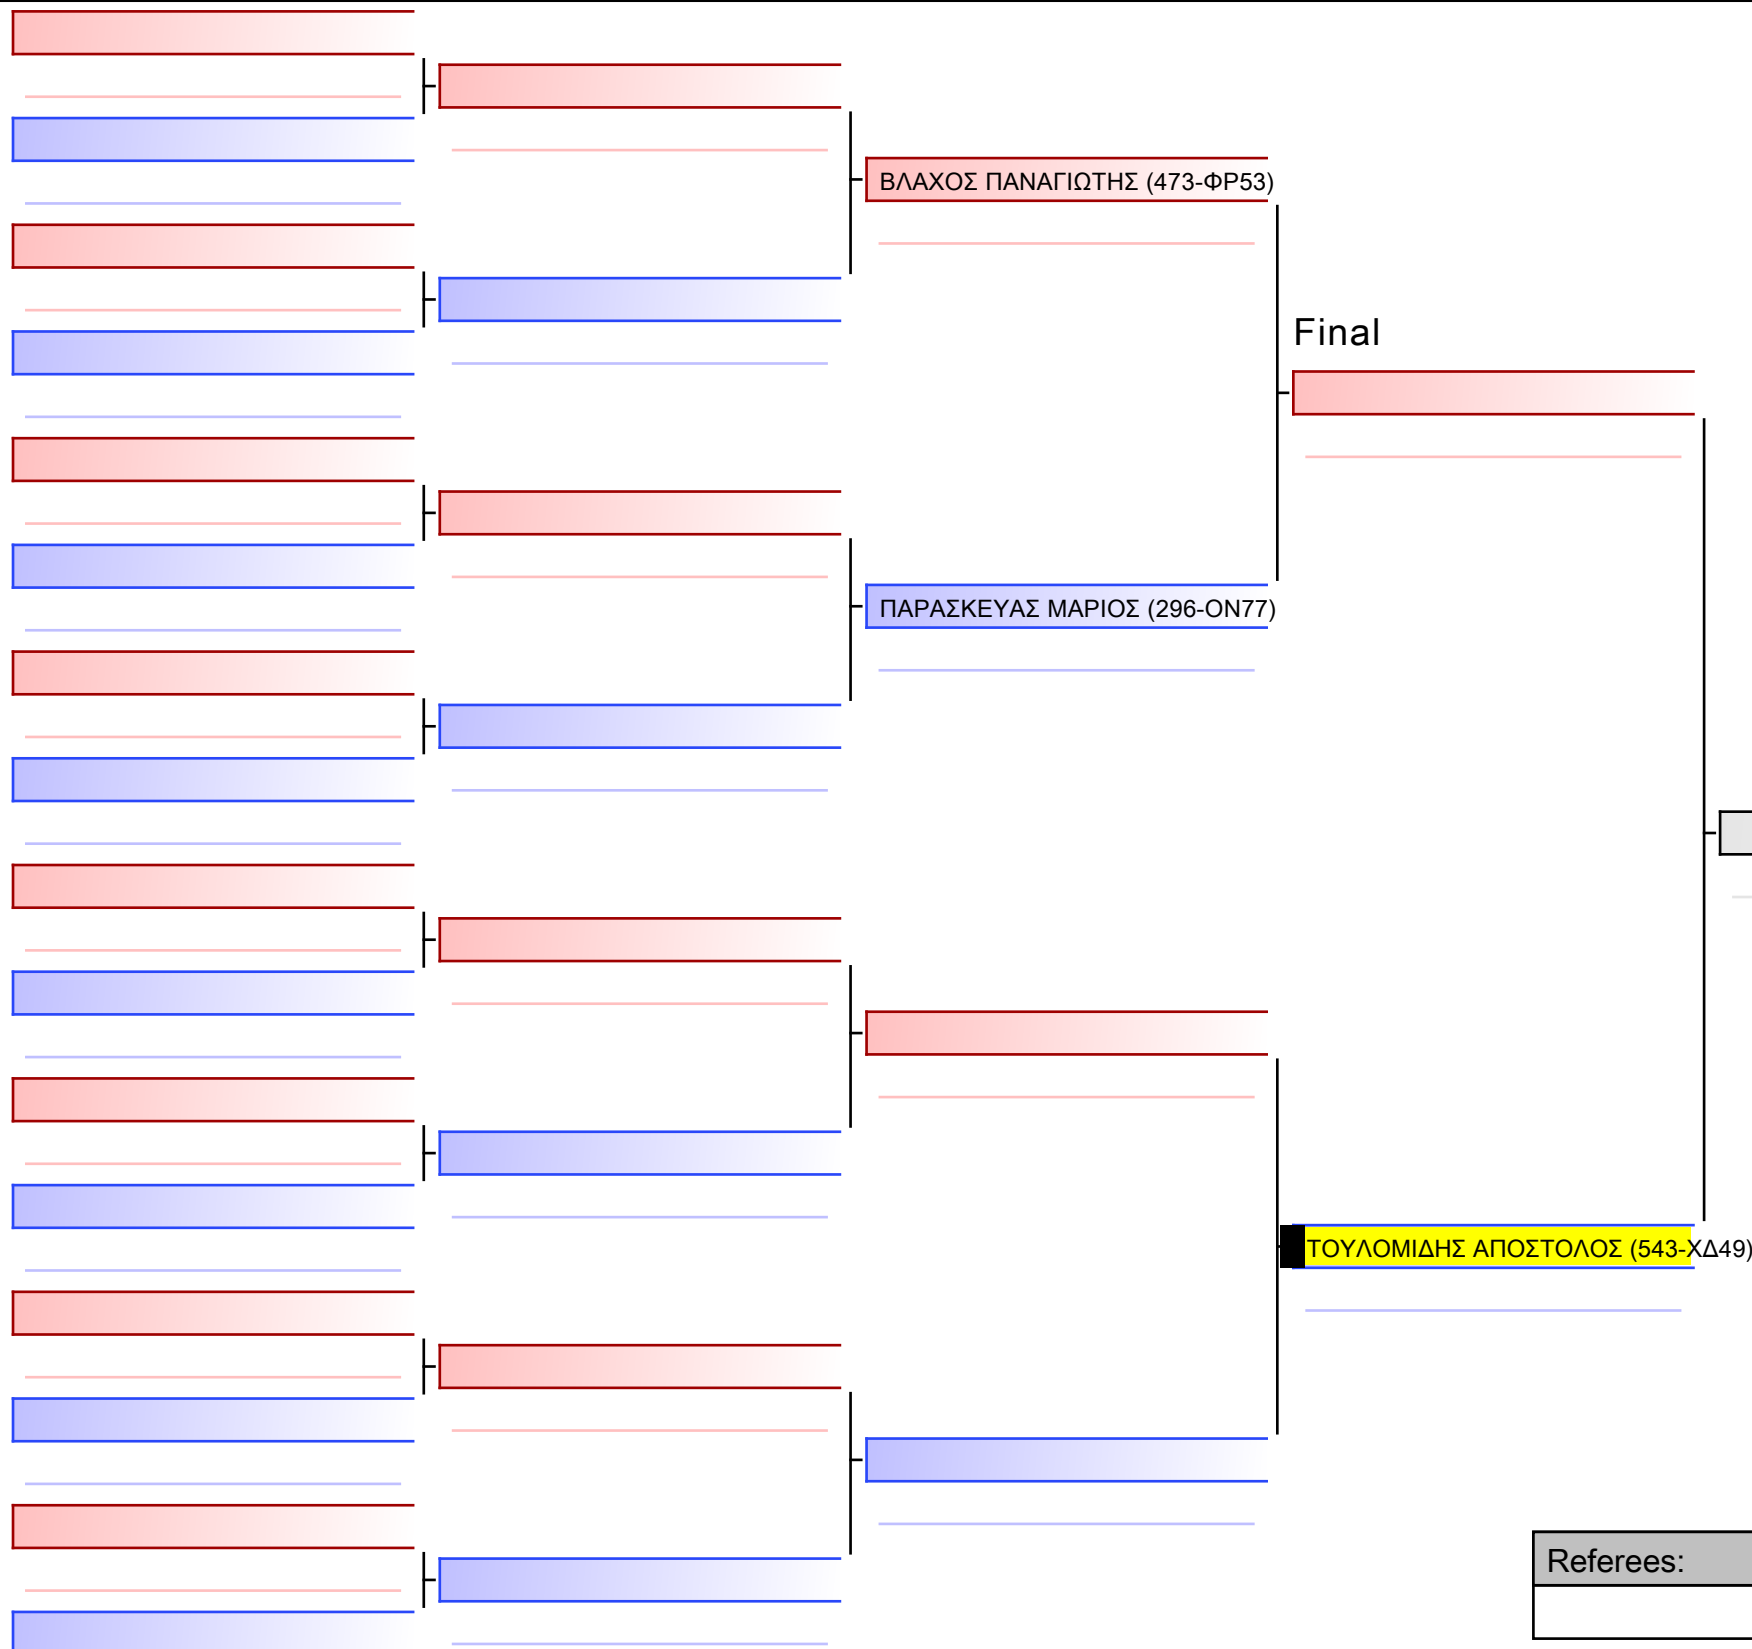 ΒΛΑΧΟΣ ΠΑΝΑΓΙΩΤΗΣ (473-ΦΡ53)
Final
ΠΑΡΑΣΚΕΥΑΣ ΜΑΡΙΟΣ (296-ΟΝ77)
ΤΟΥΛΟΜΙΔΗΣ ΑΠΟΣΤΟΛΟΣ (543-ΧΔ49)
Referees: